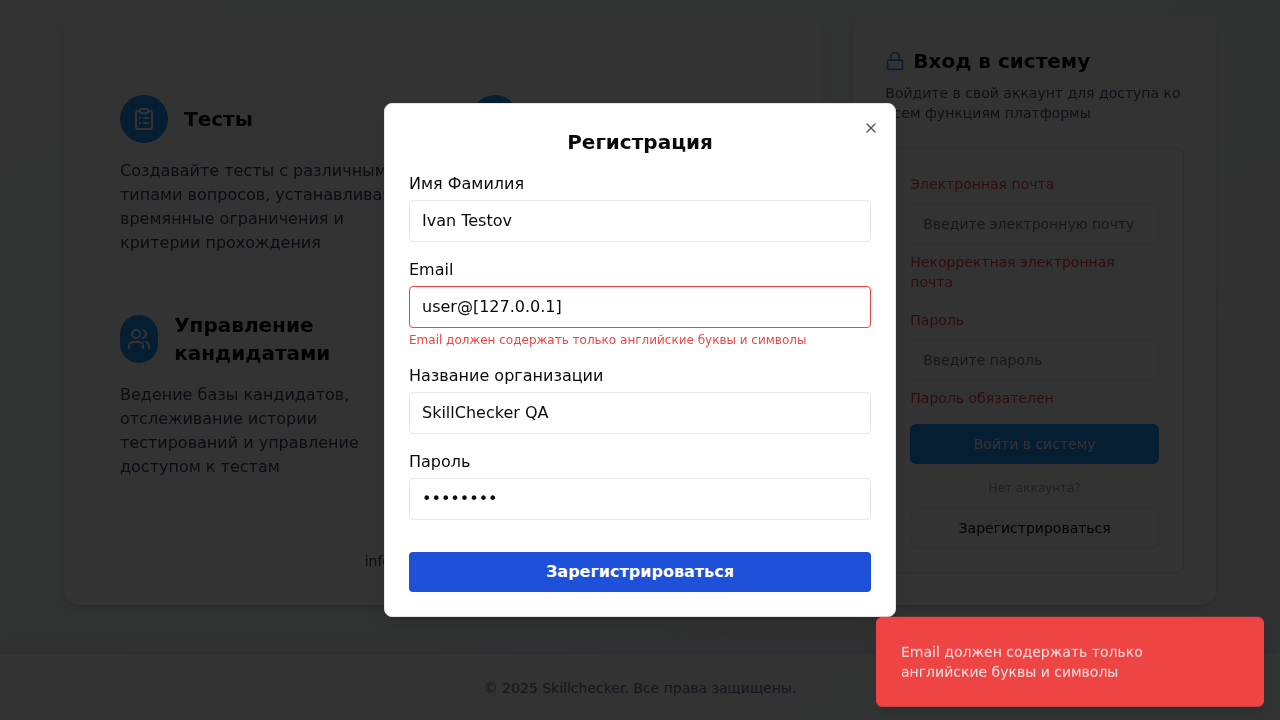 Тесты
Создавайте тесты с различным
типами вопросов, устанавлива
времянные ограничения и
критерии прохождения
Управление
кандидатами
Ведение базы кандидатов,
отслеживание истории
тестирований и управление
доступом к тестам
Регистрация
Имя Фамилия
Ivan Testov
Email
user@[127.0.0.1]
Email должен содержать только английские буквы и символы
Название организации
SkillChecker QA
Пароль
••••••••
Зарегистрироваться
Вход в систему
Войдите в свой аккаунт для доступа ко
всем функциям платформы
Электронная почта
Введите электронную почту
Некорректная электронная
почта
Пароль
Введите пароль
Пароль обязателен
Войти в систему
Нет аккаунта?
Зарегистрироваться
Email должен содержать только
английские буквы и символы
© 2025 Skillchecker. Все права защищены.